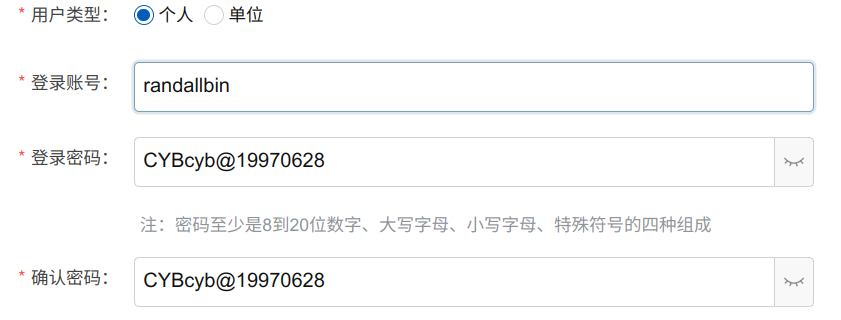 * 用户类型： 个人 单位
* 登录账号： randallbin
* 登录密码： CYBcyb@19970628
注：密码至少是8到20位数字、大写字母、小写字母、特殊符号的四种组成
* 确认密码： CYBcyb@19970628